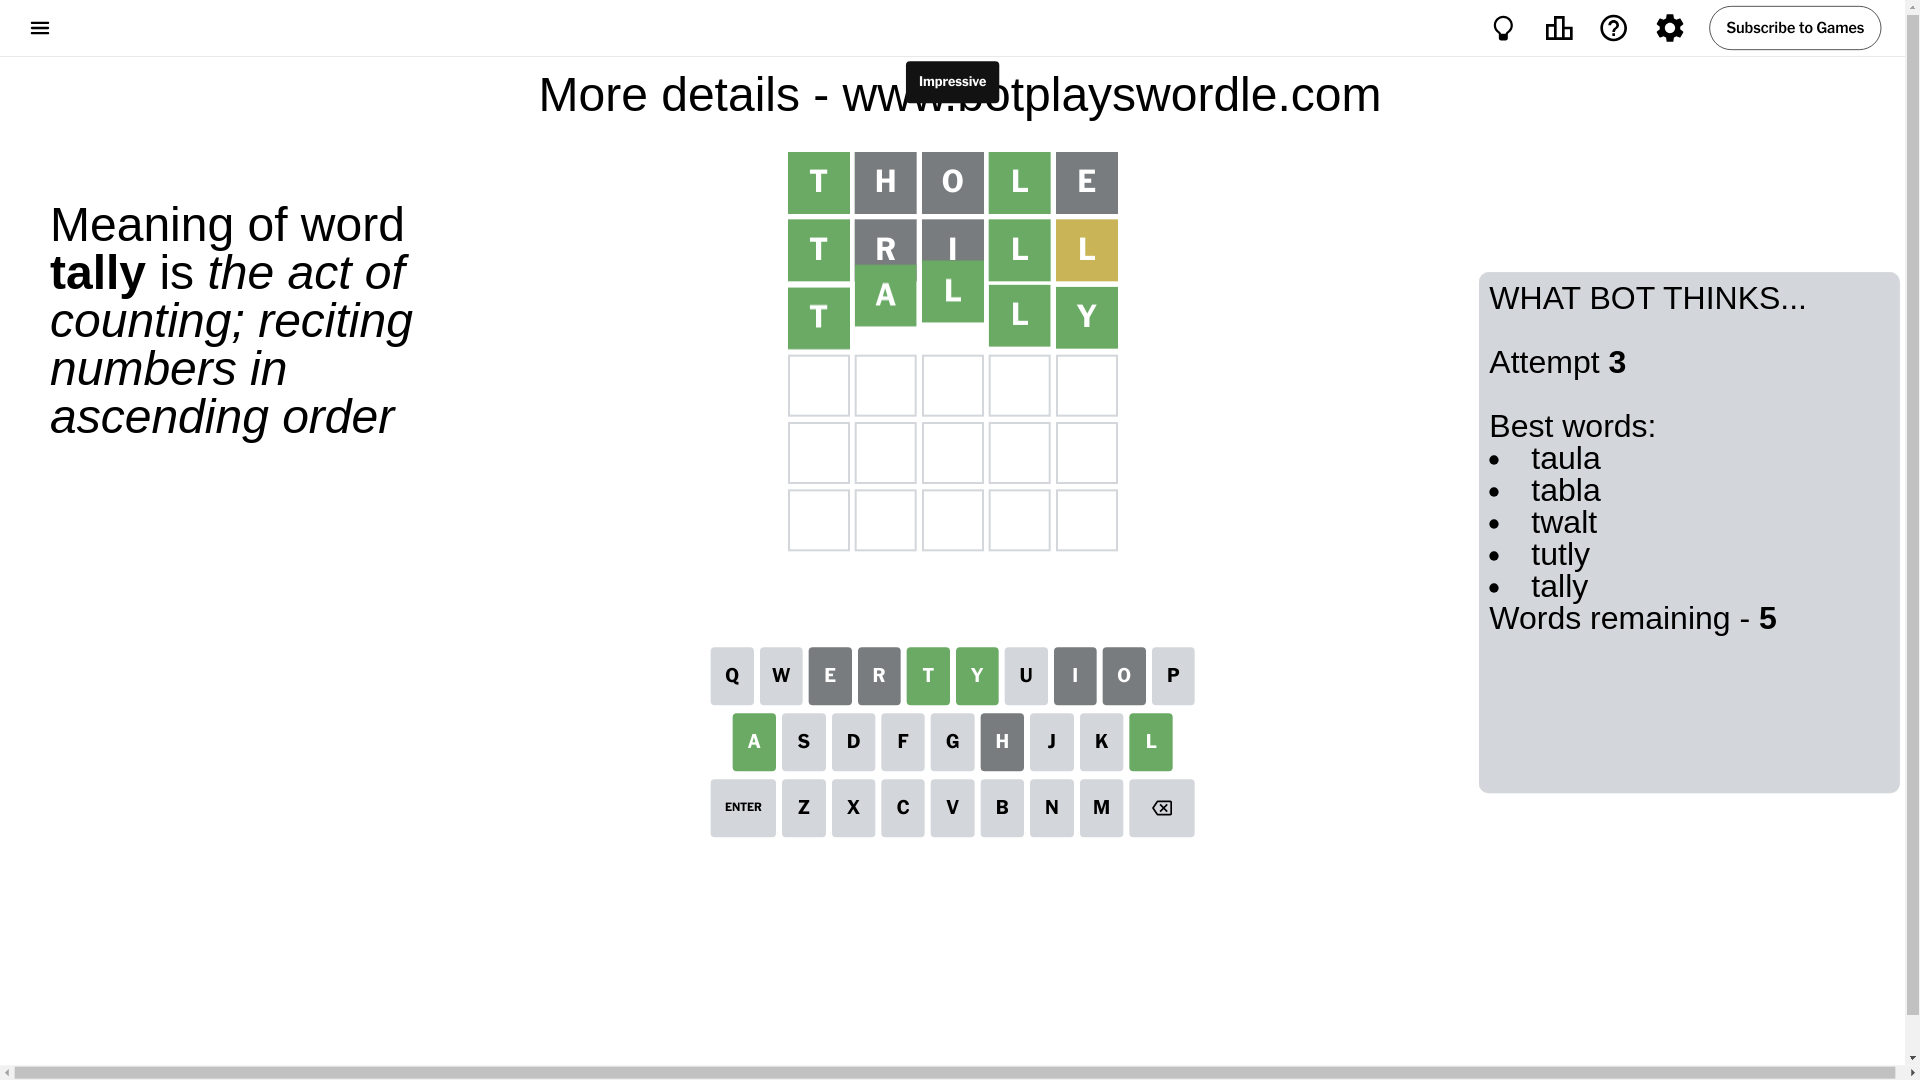 Subscribe to Games
Impressive
More details - www.botplayswordle.com
Meaning of word
tally is the act of
counting; reciting
numbers in
ascending order
T H O L E
T R I L L
T A L L Y
WHAT BOT THINKS...
Attempt 3
Best words:
• taula
• tabla
• twalt
• tutly
• tally
Words remaining - 5
Q W E R T Y U I O P
A S D F G H J K L
ENTER Z X C V B N M